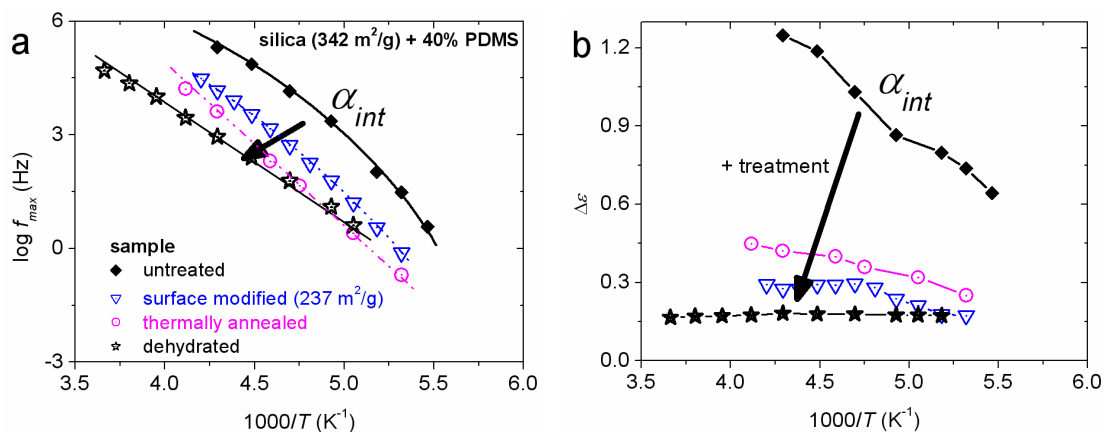 a
silica (342 m²/g) + 40% PDMS
α_int
log f_max (Hz)
6
3
0
-3
sample
untreated
surface modified (237 m²/g)
thermally annealed
dehydrated
3.5 4.0 4.5 5.0 5.5 6.0
1000/T (K⁻¹)
b
α_int
+ treatment
Δε
1.2
0.9
0.6
0.3
0.0
3.5 4.0 4.5 5.0 5.5 6.0
1000/T (K⁻¹)